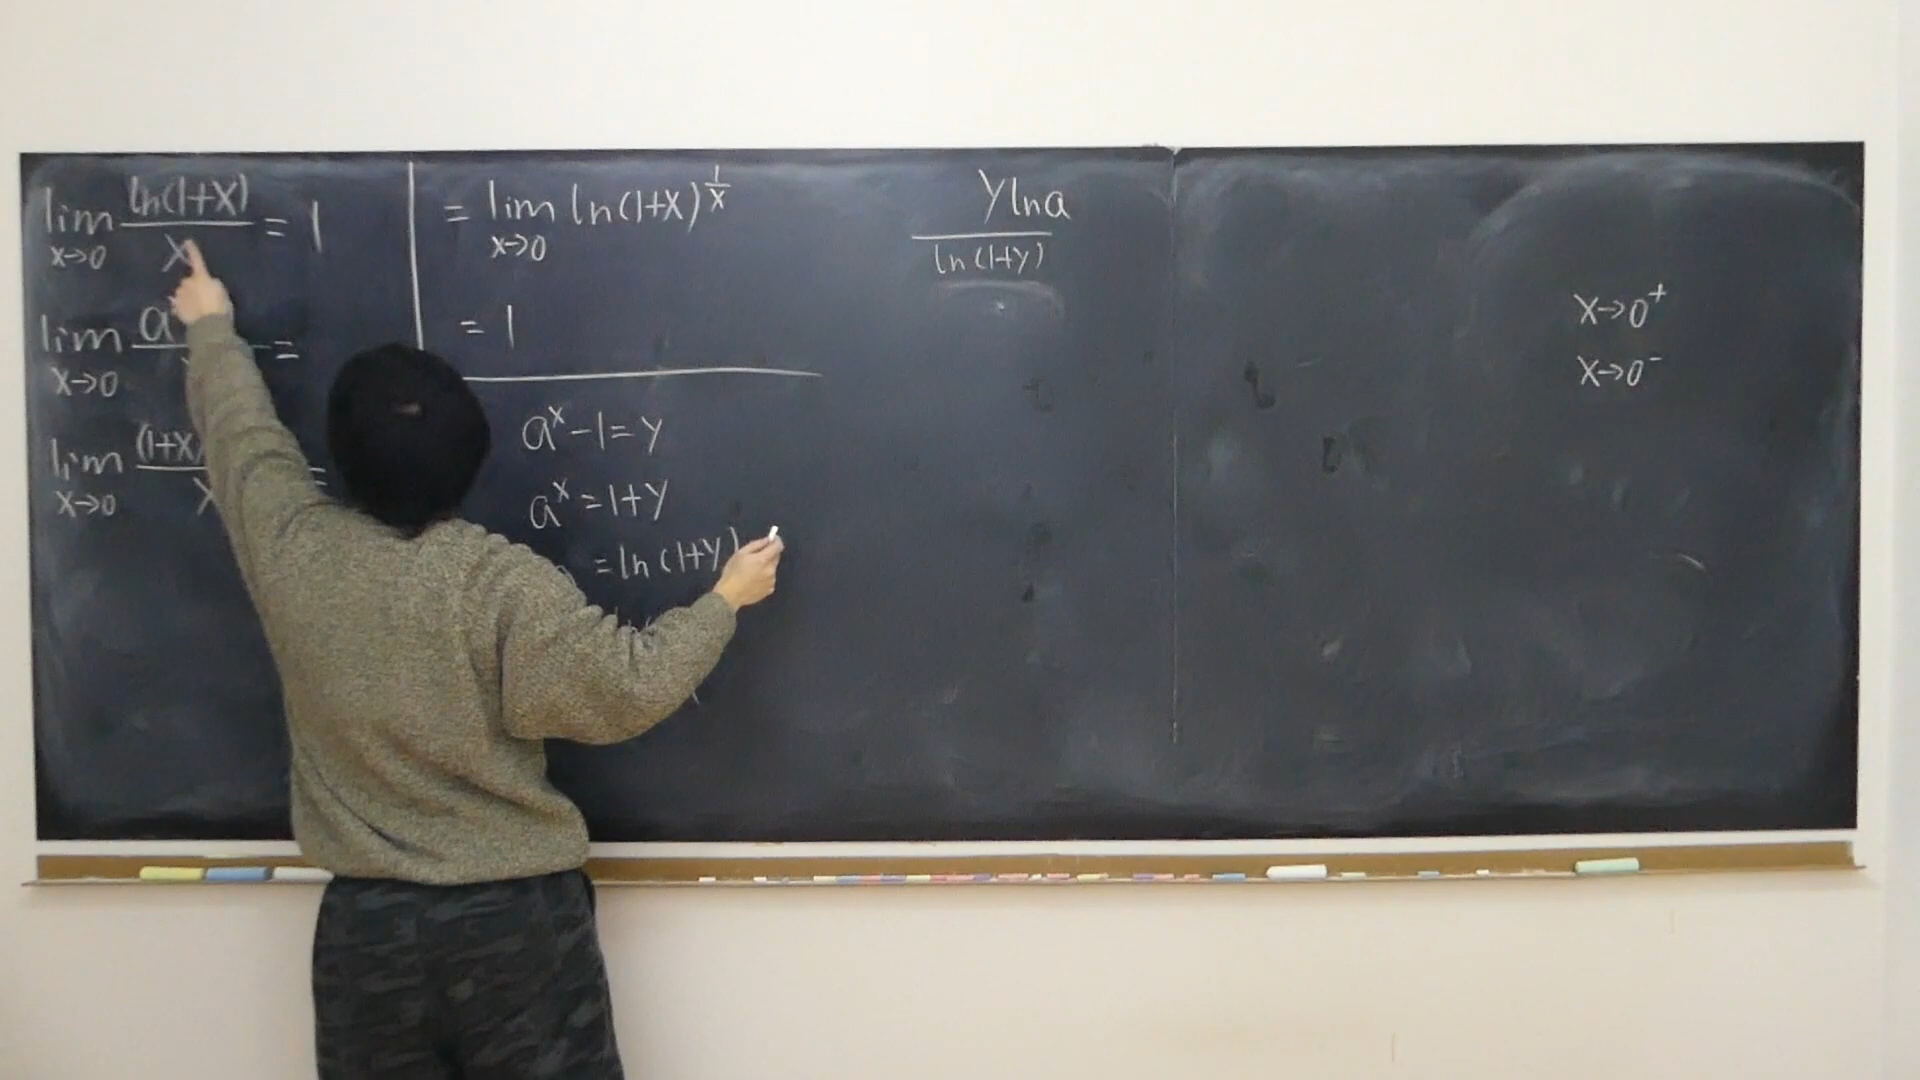 lim x→0 ln(1+x)/x = 1
lim x→0 a =
lim x→0 (1+x) x =
= lim x→0 ln(1+x)^{1/x}
= 1
a^x - 1 = y
a^x = 1+y
= ln(1+y)
y ln a / ln(1+y)
x→0⁺
x→0⁻